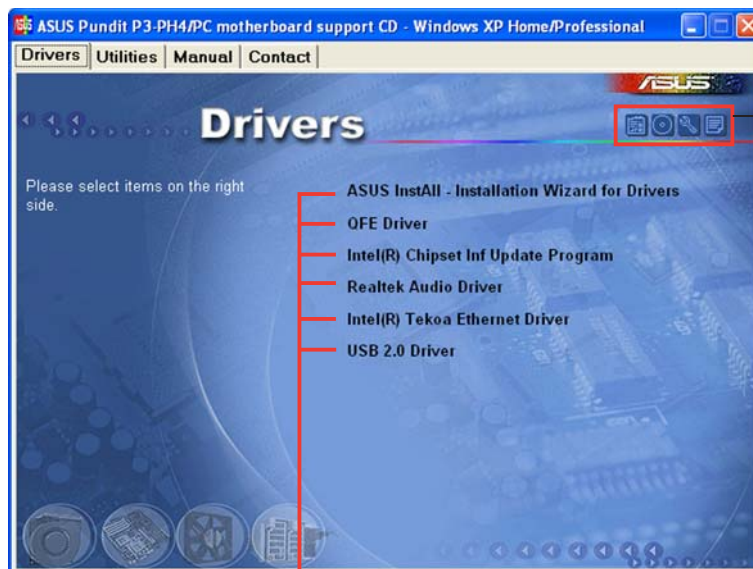 ASUS Pundit P3-PH4/PC motherboard support CD - Windows XP Home/Professional
Drivers Utilities Manual Contact
ASUS
Drivers
Please select items on the right
side.
ASUS InstAll - Installation Wizard for Drivers
QFE Driver
Intel(R) Chipset Inf Update Program
Realtek Audio Driver
Intel(R) Tekoa Ethernet Driver
USB 2.0 Driver